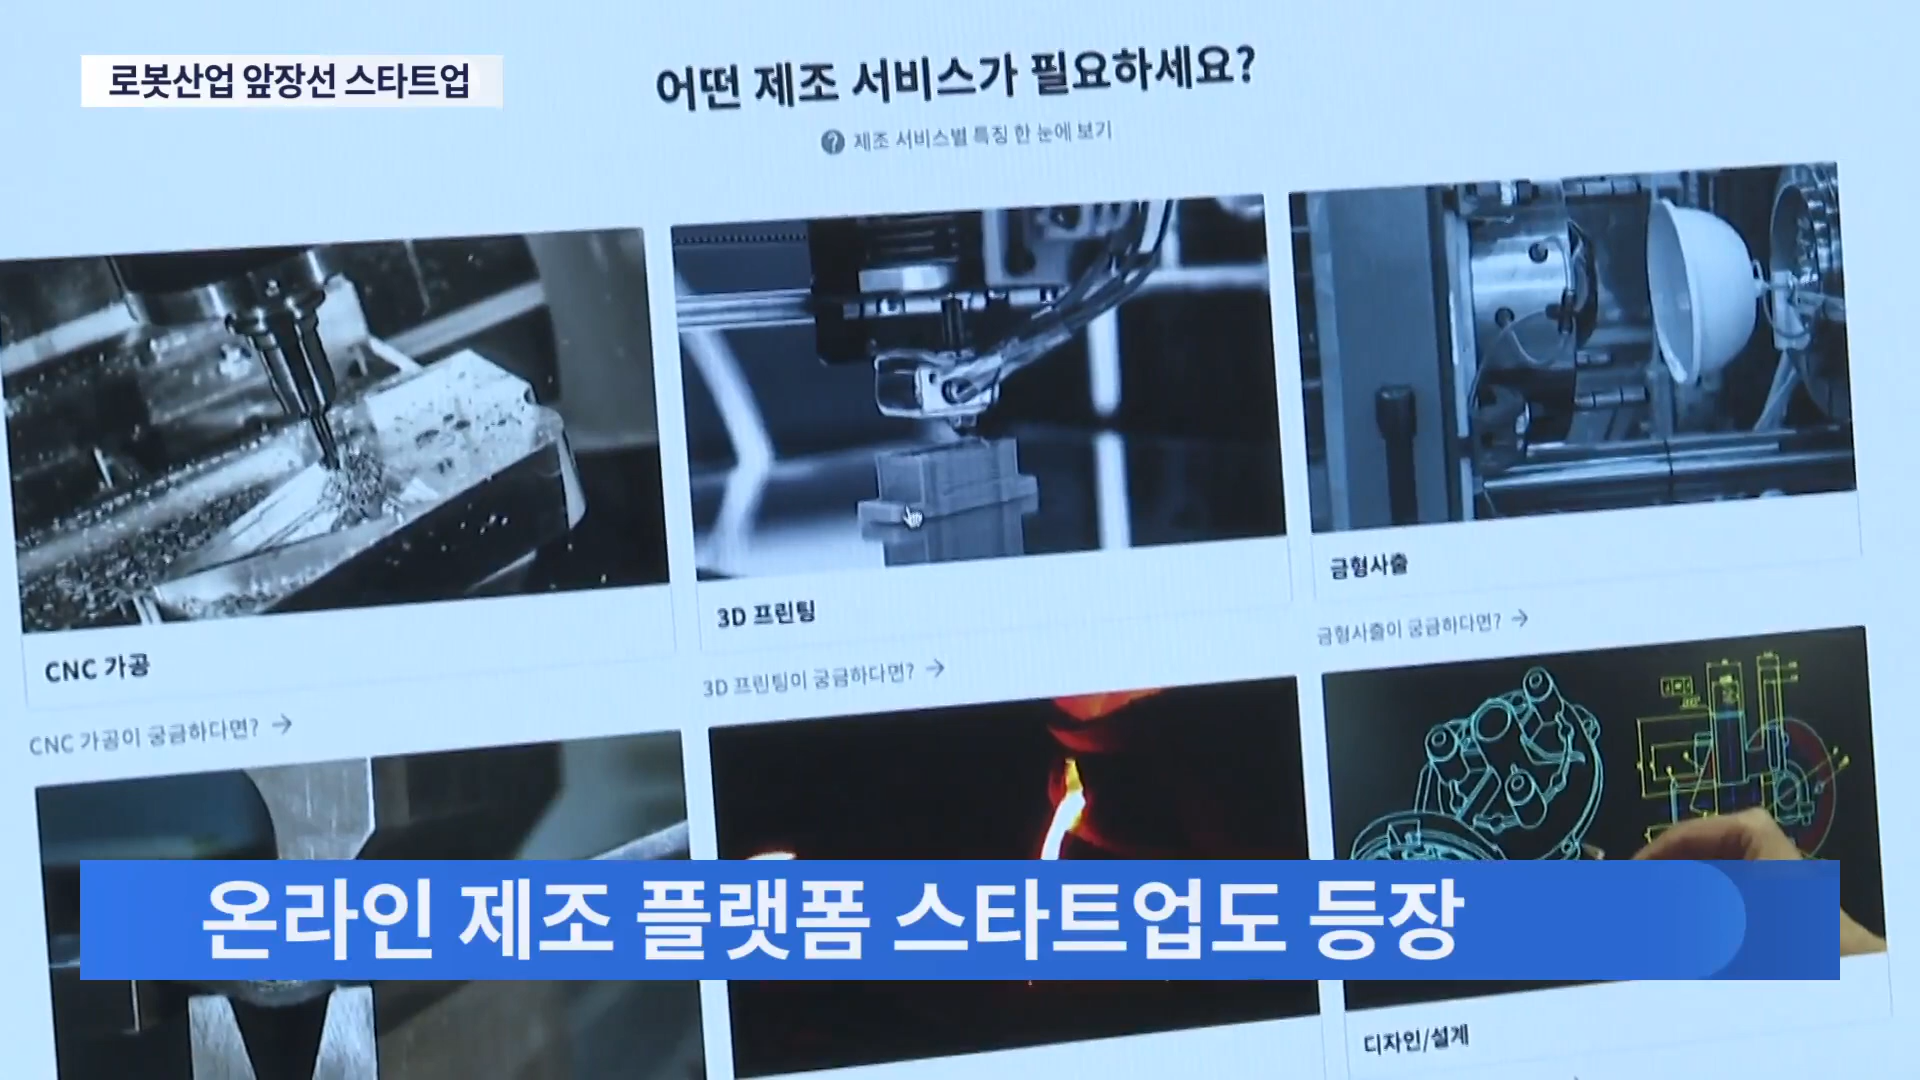 로봇산업 앞장선 스타트업
어떤 제조 서비스가 필요하세요?
? 제조 서비스별 특징 한 눈에 보기
CNC 가공
3D 프린팅
금형사출
CNC 가공이 궁금하다면? →
3D 프린팅이 궁금하다면? →
금형사출이 궁금하다면? →
온라인 제조 플랫폼 스타트업도 등장
디자인/설계